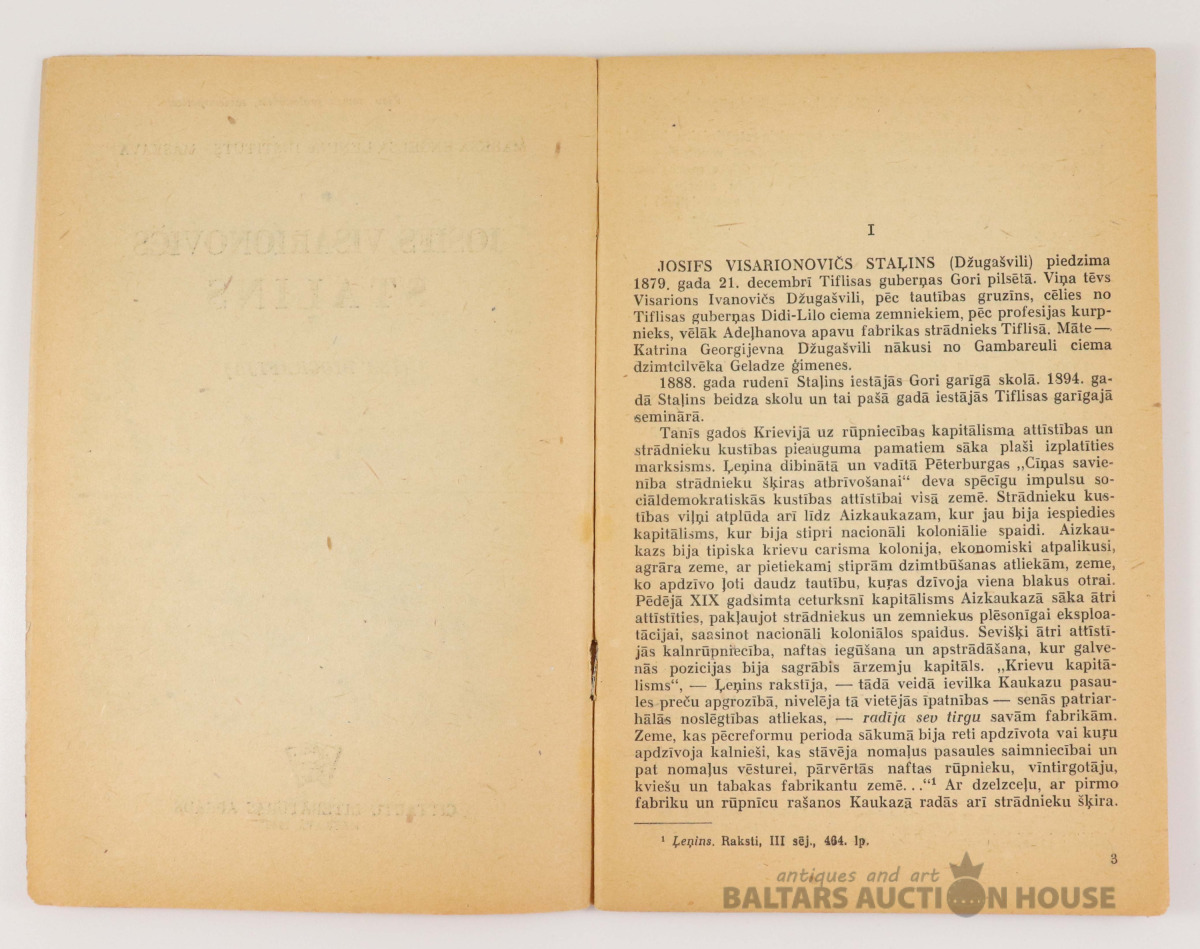 I
JOSIFS VISARIONOVIČS STAĻINS (Džugašvili) piedzima
1879. gada 21. decembrī Tiflisas guberņas Gori pilsētā. Viņa tēvs
Visarions Ivanovičs Džugašvili, pēc tautības gruzīns, cēlies no
Tiflisas guberņas Didi-Lilo ciema zemniekiem, pēc profesijas kurp-
nieks, vēlāk Adeļhanova apavu fabrikas strādnieks Tiflisā. Māte —
Katrina Georgijevna Džugašvili nākusi no Gambareuli ciema
dzimtcilvēka Geladze ģimenes.
1888. gada rudenī Staļins iestājās Gori garīgā skolā. 1894. ga-
dā Staļins beidza skolu un tai pašā gadā iestājās Tiflisas garīgajā
seminārā.
Tanīs gados Krievijā uz rūpniecības kapitālisma attīstības un
strādnieku kustības pieauguma pamatiem sāka plaši izplatīties
marksisms. Ļeņina dibinātā un vadītā Pēterburgas „Cīņas savie-
nība strādnieku šķiras atbrīvošanai“ deva spēcīgu impulsu so-
ciāldemokratiskās kustības attīstībai visā zemē. Strādnieku kus-
tības viļņi atplūda arī līdz Aizkaukazam, kur jau bija iespiedies
kapitālisms, kur bija stipri nacionāli koloniālie spaidi. Aizkau-
kazs bija tipiska krievu carisma kolonija, ekonomiski atpalikusi,
agrāra zeme, ar pietiekami stiprām dzimtbūšanas atliekām, zeme,
ko apdzīvo ļoti daudz tautību, kuŗas dzīvoja viena blakus otrai.
Pēdējā XIX gadsimta ceturksnī kapitālisms Aizkaukazā sāka ātri
attīstīties, pakļaujot strādniekus un zemniekus plēsonīgai eksploa-
tācijai, saasinot nacionāli koloniālos spaidus. Sevišķi ātri attīstī-
jās kalnrūpniecība, naftas iegūšana un apstrādāšana, kur galve-
nās pozicijas bija sagrābis ārzemju kapitāls. „Krievu kapitā-
lisms“, — Ļeņins rakstīja, — tādā veidā ievilka Kaukazu pasau-
les preču apgrozībā, nivelēja tā vietējās īpatnības — senās patriar-
hālās noslēgtības atliekas, — radīja sev tirgu savām fabrikām.
Zeme, kas pēcreformu perioda sākumā bija reti apdzīvota vai kuŗu
apdzīvoja kalnieši, kas stāvēja nomaļus pasaules saimniecībai un
pat nomaļus vēsturei, pārvērtās naftas rūpnieku, vīntirgotāju,
kviešu un tabakas fabrikantu zemē. . .“¹ Ar dzelzceļu, ar pirmo
fabriku un rūpnīcu rašanos Kaukazā radās arī strādnieku šķira.
¹ Ļeņins. Raksti, III sēj., 464. lp.
3
antiques and art
BALTARS AUCTION HOUSE